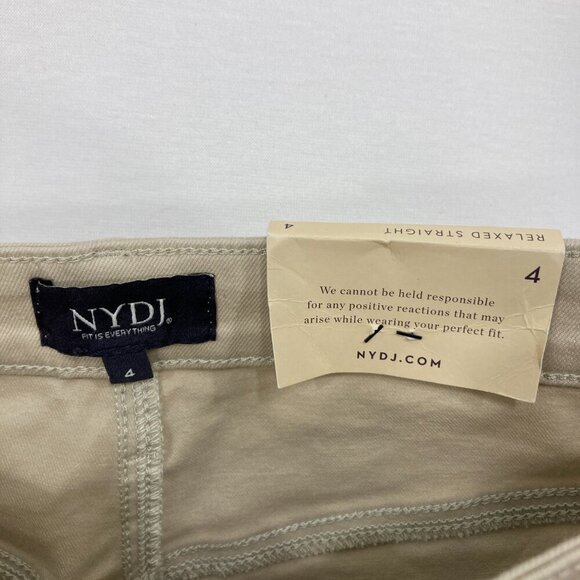 NYDJ®
FIT IS EVERYTHING
4
4 RELAXED STRAIGHT
4
We cannot be held responsible
for any positive reactions that may
arise while wearing your perfect fit.
NYDJ.COM